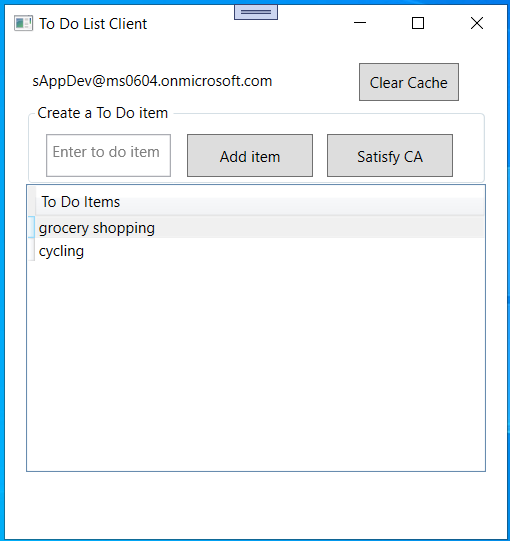 To Do List Client
sAppDev@ms0604.onmicrosoft.com
Clear Cache
Create a To Do item
Enter to do item
Add item
Satisfy CA
To Do Items
grocery shopping
cycling